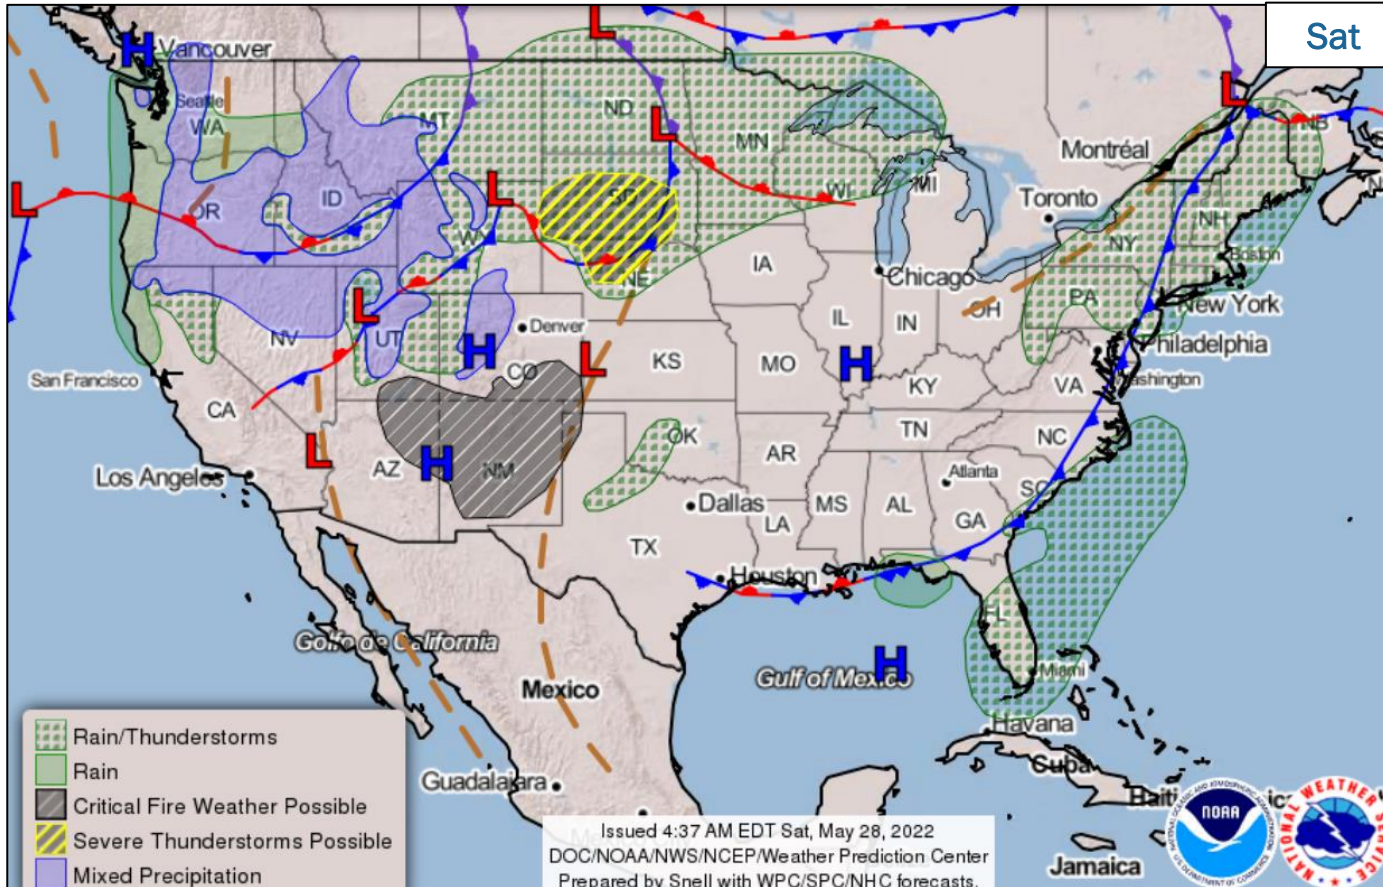 Sat
H
Vancouver
L
L
L
Seattle
WA
MT
ND
MN
NB
Montréal
L
OR
ID
L
SD
WI
MI
Toronto
NH
WY
NY
Boston
IA
Chicago
NE
L
NV
UT
H
Denver
CO
L
KS
MO
IL
IN
OH
PA
New York
Philadelphia
H
San Francisco
CA
KY
VA
Washington
L
AZ
H
NM
OK
AR
TN
NC
Los Angeles
Dallas
Atlanta
SC
MS
AL
GA
LA
TX
Houston
FL
Golfo de California
Mexico
Gulf of Mexico
H
Miami
Havana
Cuba
Guadalajara
Haiti
Jamaica
Rain/Thunderstorms
Rain
Critical Fire Weather Possible
Severe Thunderstorms Possible
Mixed Precipitation
Issued 4:37 AM EDT Sat, May 28, 2022
DOC/NOAA/NWS/NCEP/Weather Prediction Center
Prepared by Snell with WPC/SPC/NHC forecasts.
NOAA
NATIONAL WEATHER SERVICE